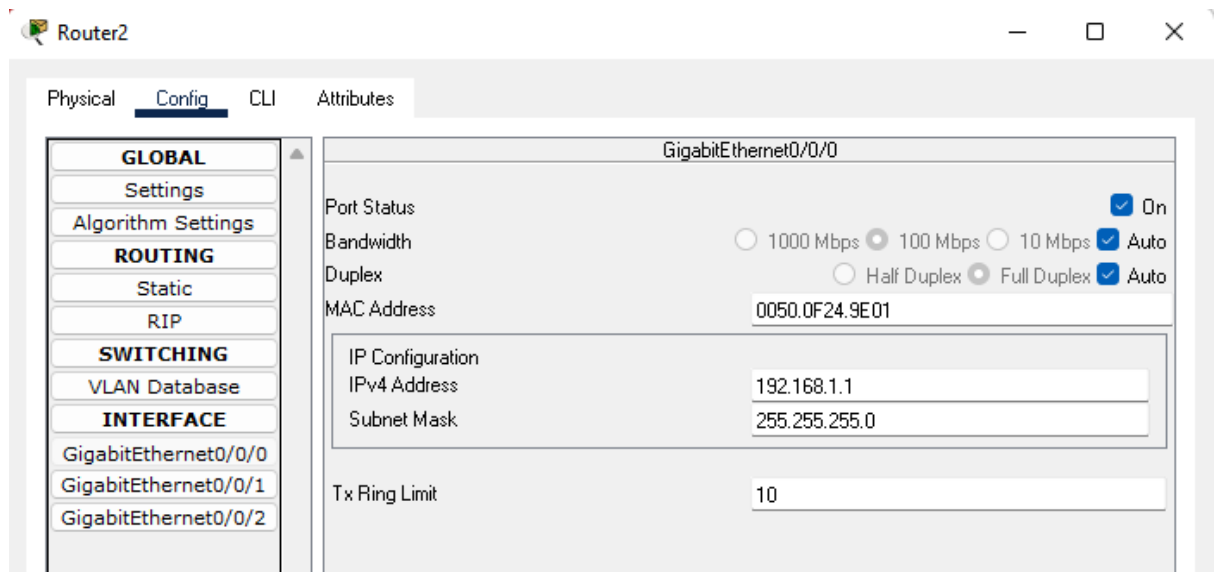 Router2
Physical Config CLI Attributes
GLOBAL
Settings
Algorithm Settings
ROUTING
Static
RIP
SWITCHING
VLAN Database
INTERFACE
GigabitEthernet0/0/0
GigabitEthernet0/0/1
GigabitEthernet0/0/2
GigabitEthernet0/0/0
Port Status On
Bandwidth 1000 Mbps 100 Mbps 10 Mbps Auto
Duplex Half Duplex Full Duplex Auto
MAC Address 0050.0F24.9E01
IP Configuration
IPv4 Address 192.168.1.1
Subnet Mask 255.255.255.0
Tx Ring Limit 10